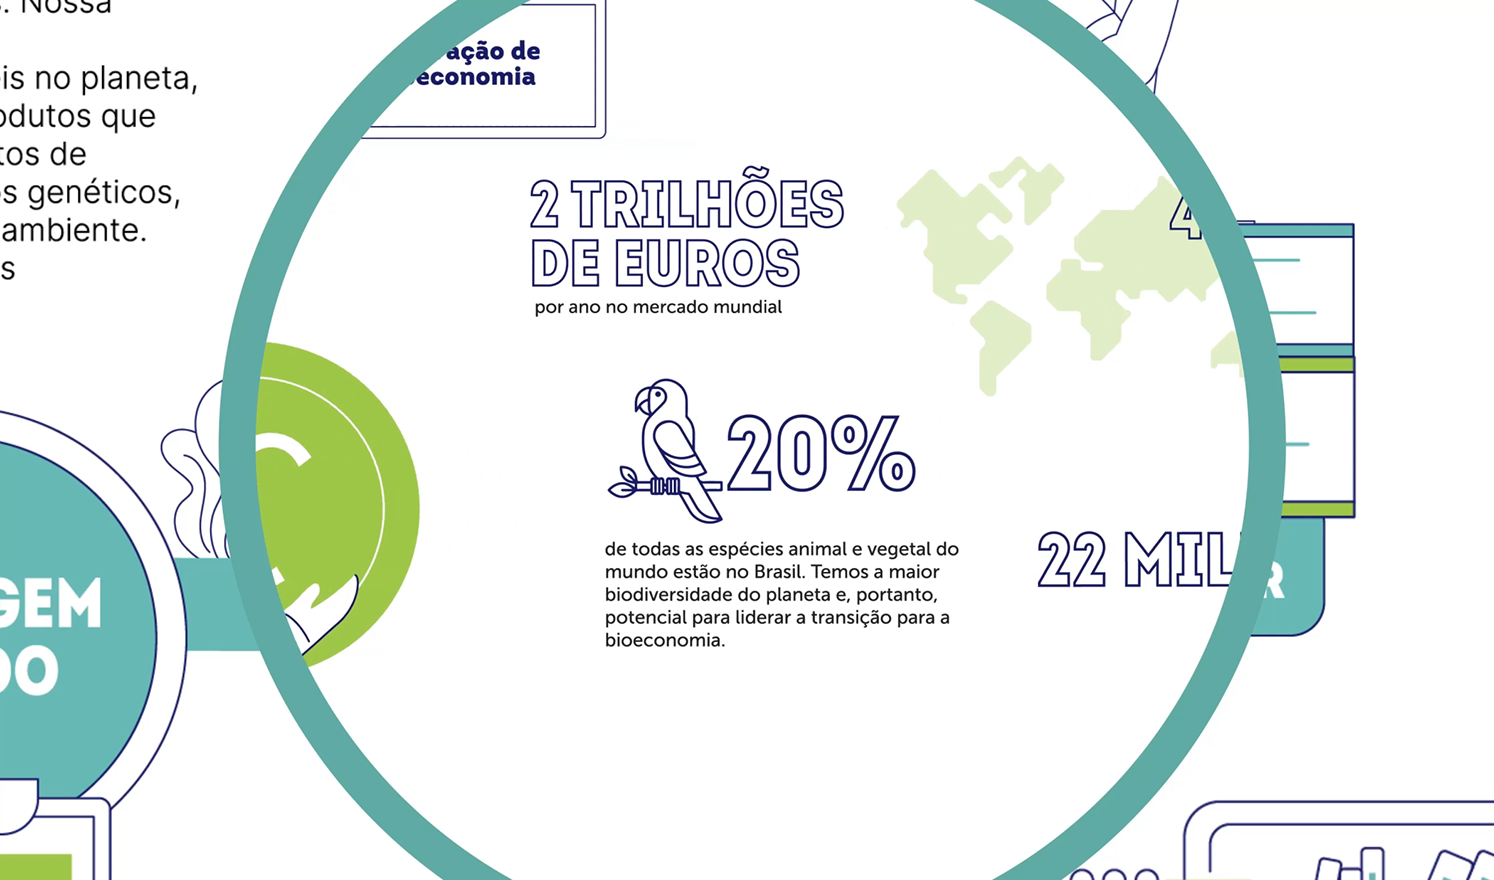 Nossa
is no planeta,
odutos que
tos de
os genéticos,
ambiente.
s
ação de
economia
2 TRILHÕES
DE EUROS
por ano no mercado mundial
4
20%
de todas as espécies animal e vegetal do
mundo estão no Brasil. Temos a maior
biodiversidade do planeta e, portanto,
potencial para liderar a transição para a
bioeconomia.
22 MIL
R
GEM
DO